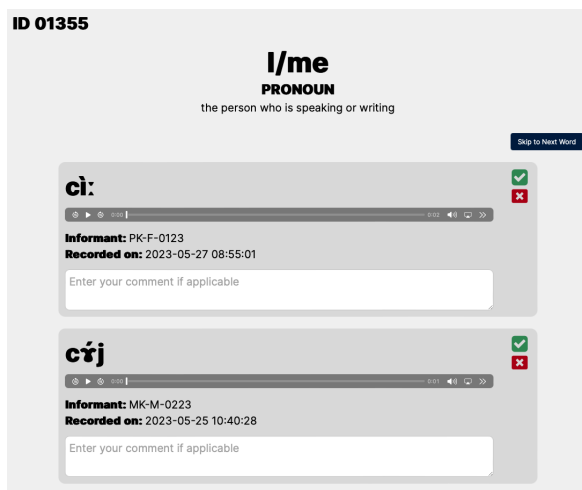 ID 01355
I/me
PRONOUN
the person who is speaking or writing
Skip to Next Word
cìː
0:00 0:02
Informant: PK-F-0123
Recorded on: 2023-05-27 08:55:01
Enter your comment if applicable
cɤ́j
0:00 0:01
Informant: MK-M-0223
Recorded on: 2023-05-25 10:40:28
Enter your comment if applicable